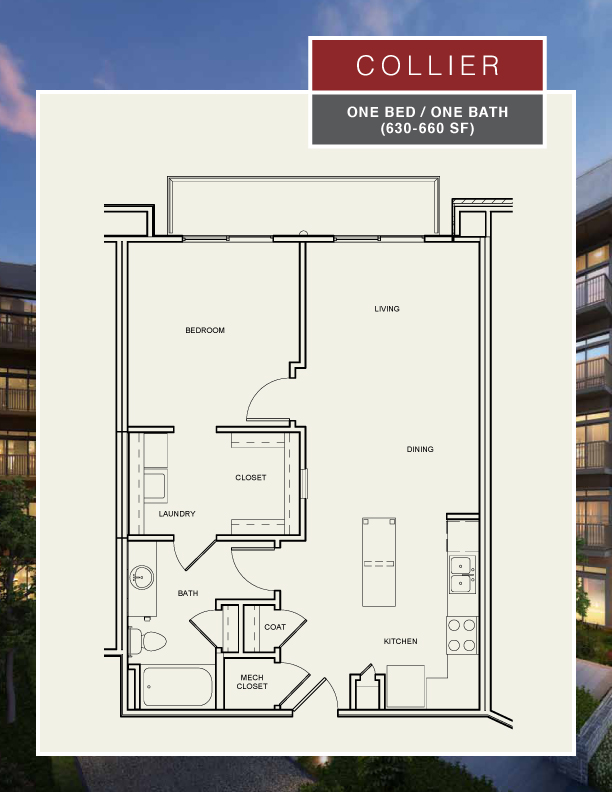 COLLIER
ONE BED / ONE BATH
(630-660 SF)
LIVING
BEDROOM
DINING
CLOSET
LAUNDRY
BATH
COAT
KITCHEN
MECH
CLOSET